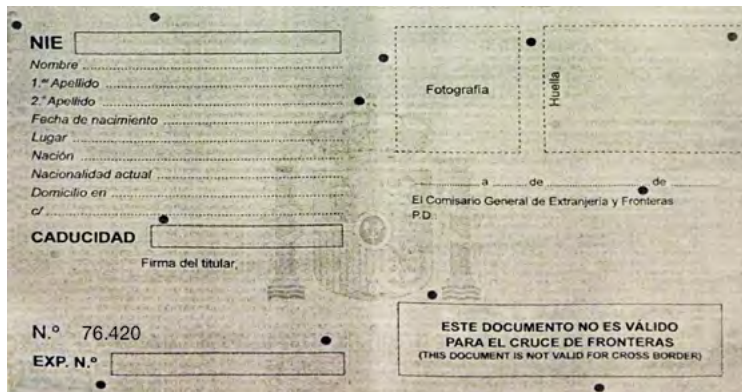 NIE
Nombre
1.er Apellido
2.º Apellido
Fecha de nacimiento
Lugar
Nación
Nacionalidad actual
Domicilio en
c/
CADUCIDAD
Firma del titular,
N.º 76.420
EXP. N.º
Fotografía
Huella
a de de
El Comisario General de Extranjería y Fronteras
P.D.
ESTE DOCUMENTO NO ES VÁLIDO
PARA EL CRUCE DE FRONTERAS
(THIS DOCUMENT IS NOT VALID FOR CROSS BORDER)